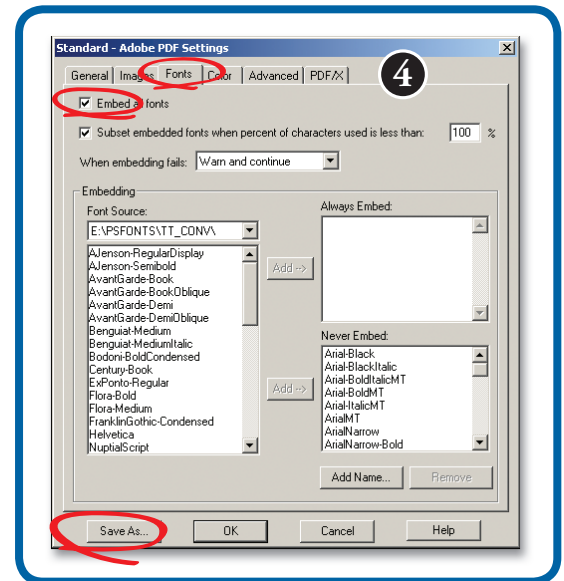 Standard - Adobe PDF Settings
General Images Fonts Color Advanced PDF/X
4
Embed all fonts
Subset embedded fonts when percent of characters used is less than: 100 %
When embedding fails: Warn and continue
Embedding
Font Source:
E:\PSFONTS\TT_CONV\
AJenson-RegularDisplay
AJenson-Semibold
AvantGarde-Book
AvantGarde-BookOblique
AvantGarde-Demi
AvantGarde-DemiOblique
Benguiat-Medium
Benguiat-MediumItalic
Bodoni-BoldCondensed
Century-Book
ExPonto-Regular
Flora-Bold
Flora-Medium
FranklinGothic-Condensed
Helvetica
NuptialScript
Add -->
Add -->
Always Embed:
Never Embed:
Arial-Black
Arial-BlackItalic
Arial-BoldItalicMT
Arial-BoldMT
Arial-ItalicMT
ArialMT
ArialNarrow
ArialNarrow-Bold
Add Name... Remove
Save As... OK Cancel Help